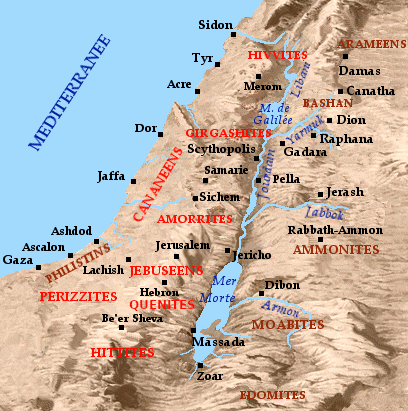 Sidon
HIVVITES
ARAMEENS
MEDITERRANEE
Tyr
Damas
Liban
Merom
Acre
Canatha
BASHAN
M. de
Galilée
Dion
Dor
GIRGASHITES
Yarmuk
Raphana
Scythopolis
Gadara
CANANEENS
Samarie
Jourdain
Pella
Jaffa
Sichem
Jerash
Jabbok
AMORRITES
Ashdod
Rabbath-Ammon
Ascalon
Jerusalem
Jericho
AMMONITES
Gaza
PHILISTINS
Lachish
JEBUSEENS
Mer
Morte
Dibon
PERIZZITES
Hebron
QUENITES
Arnon
Be'er Sheva
MOABITES
Massada
HITTITES
Zoar
EDOMITES